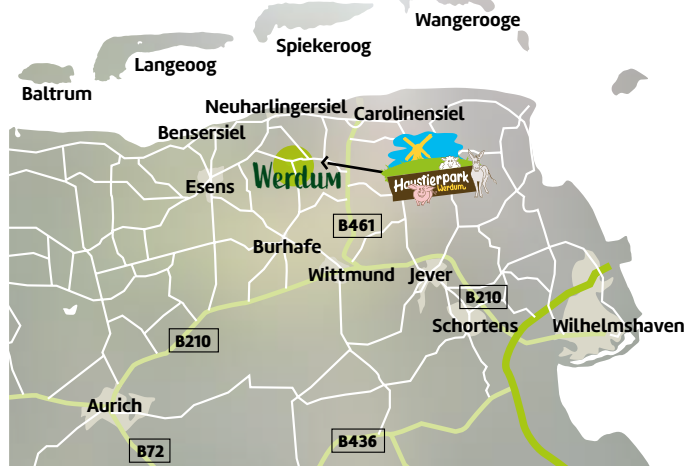 Wangerooge
Spiekeroog
Langeoog
Baltrum
Neuharlingersiel
Carolinensiel
Bensersiel
Werdum
Haustierpark
Werdum
Esens
B461
Burhafe
Wittmund
Jever
B210
Schortens
Wilhelmshaven
B210
Aurich
B436
B72